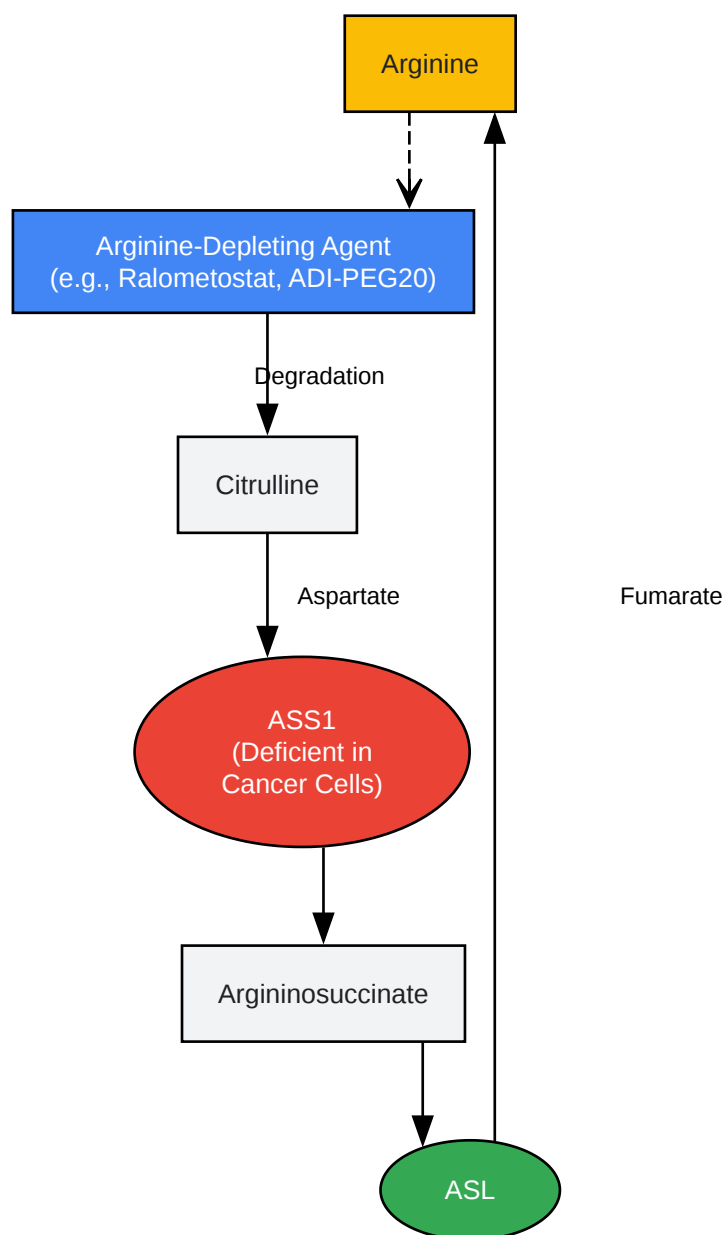 Arginine
Arginine-Depleting Agent
(e.g., Ralometostat, ADI-PEG20)
Degradation
Citrulline
Aspartate
Fumarate
ASS1
(Deficient in
Cancer Cells)
Argininosuccinate
ASL